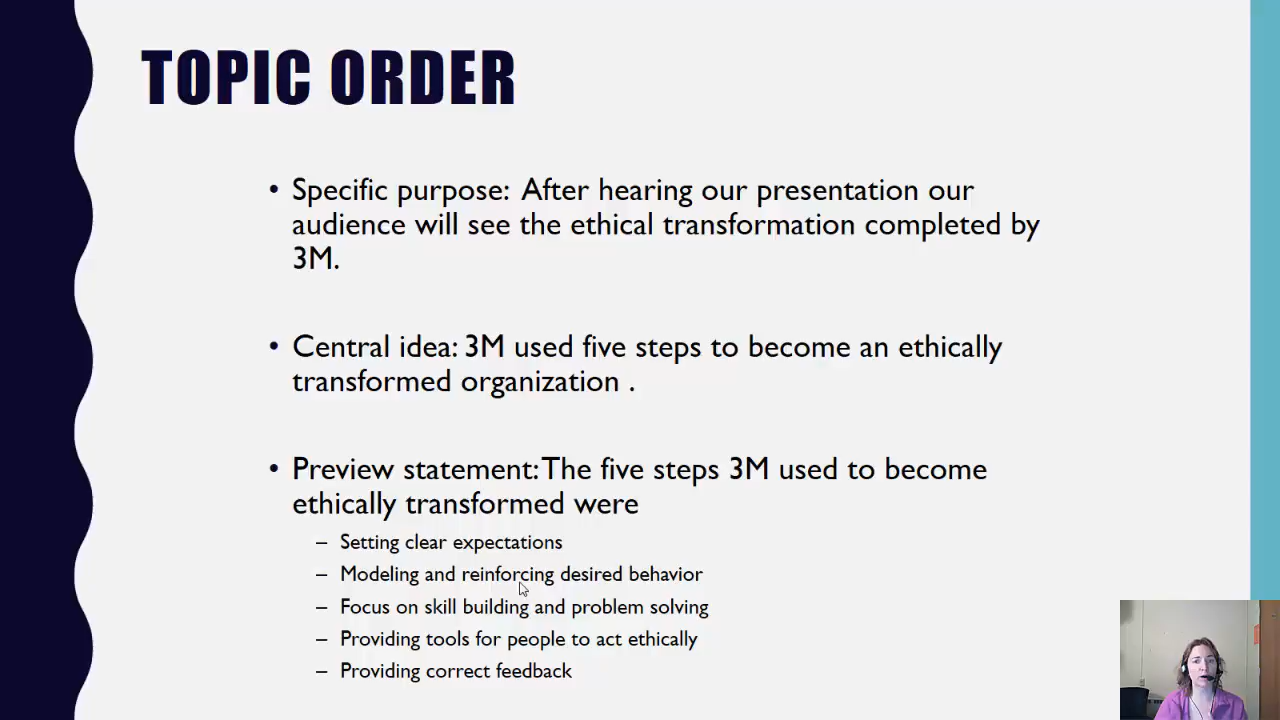 TOPIC ORDER
• Specific purpose: After hearing our presentation our
audience will see the ethical transformation completed by
3M.
• Central idea: 3M used five steps to become an ethically
transformed organization .
• Preview statement: The five steps 3M used to become
ethically transformed were
– Setting clear expectations
– Modeling and reinforcing desired behavior
– Focus on skill building and problem solving
– Providing tools for people to act ethically
– Providing correct feedback